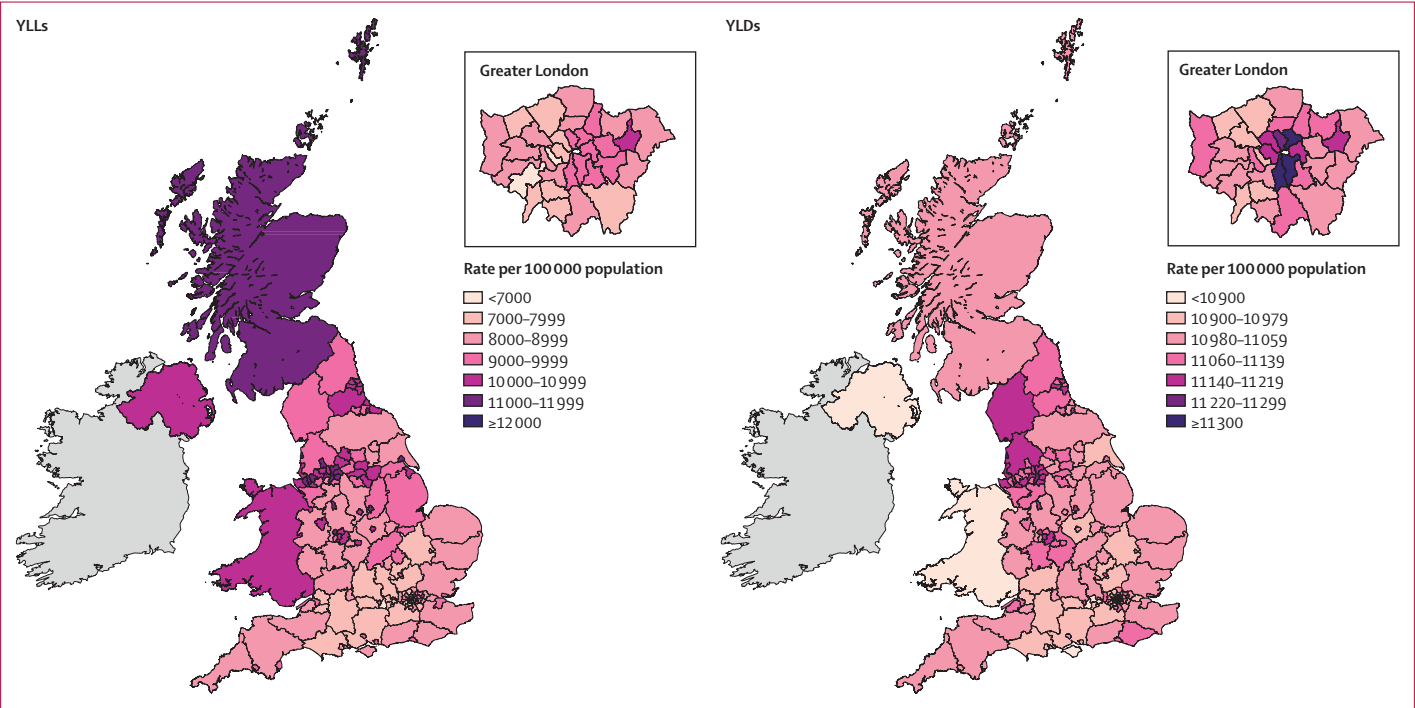 YLLs
Greater London
Rate per 100 000 population
<7000
7000–7999
8000–8999
9000–9999
10 000–10 999
11 000–11 999
≥12 000
YLDs
Greater London
Rate per 100 000 population
<10 900
10 900–10 979
10 980–11 059
11 060–11 139
11 140–11 219
11 220–11 299
≥11 300